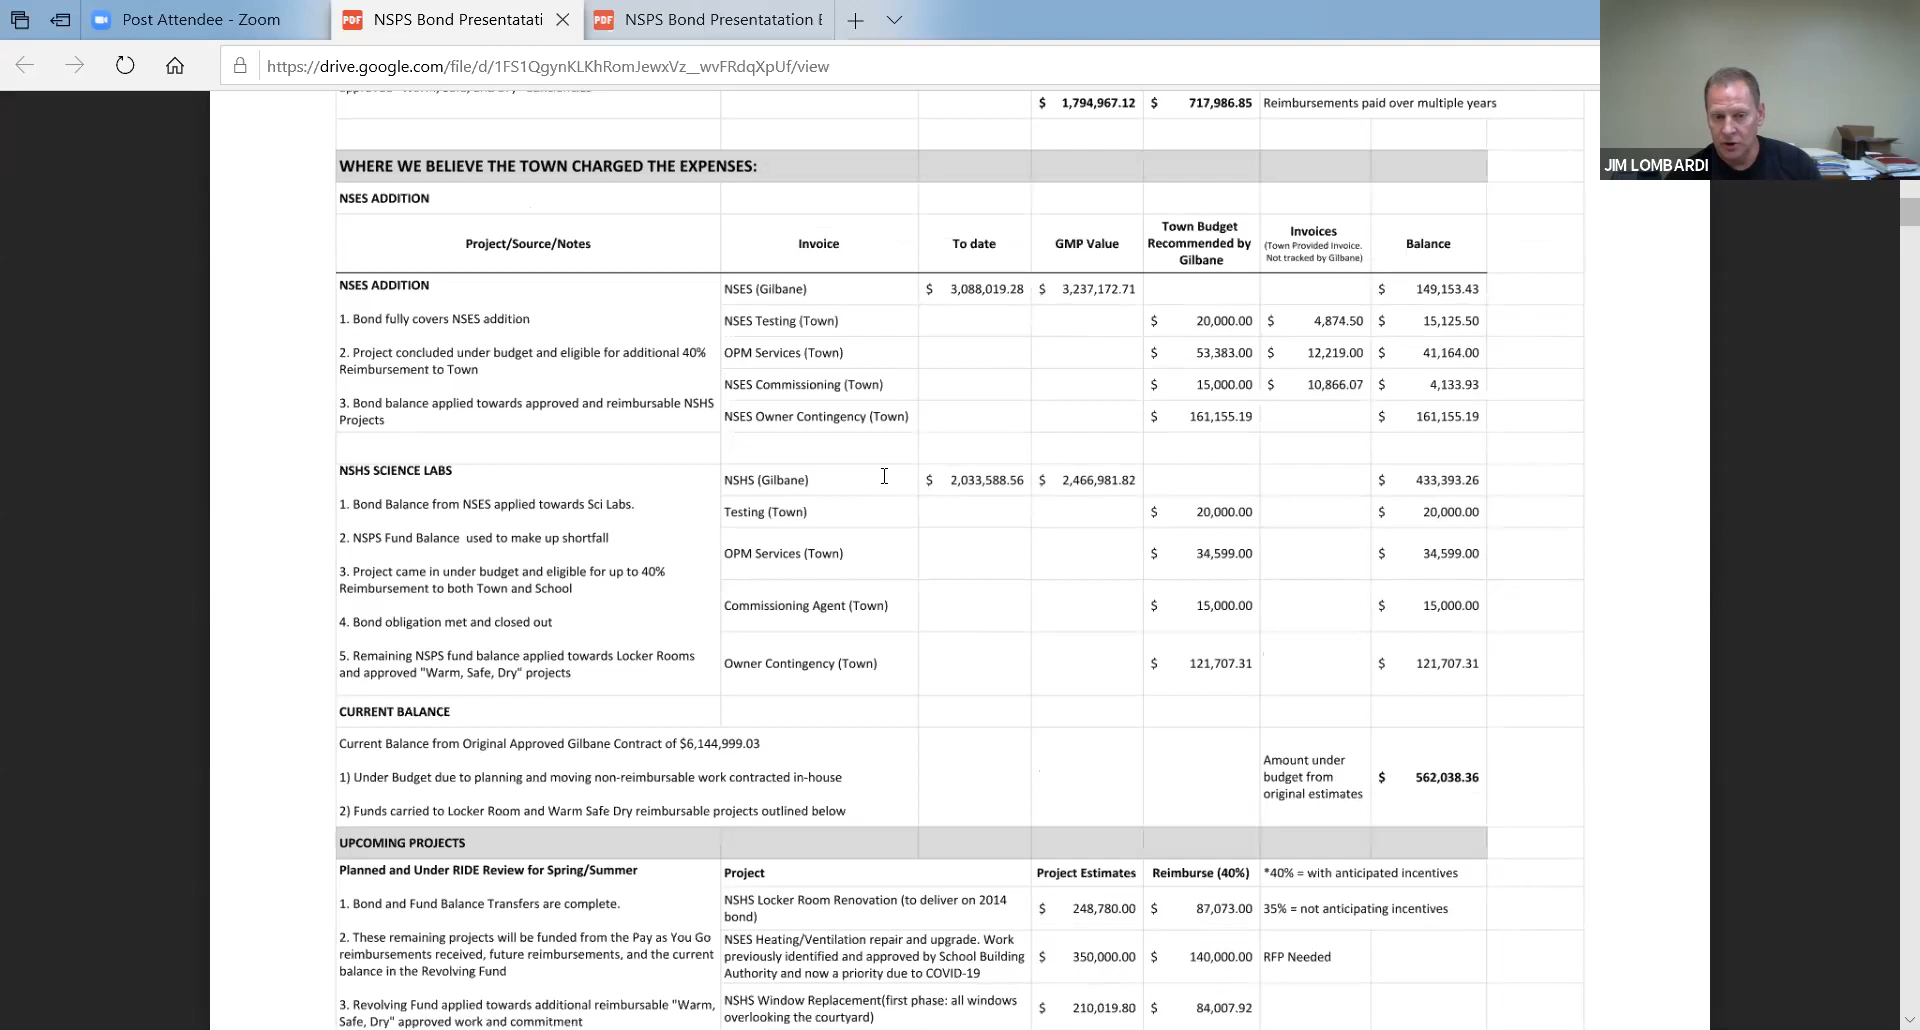 Post Attendee - Zoom
PDF NSPS Bond Presentatati
PDF NSPS Bond Presentatation E
https://drive.google.com/file/d/1FS1QgynKLKhRomJewxVz__wvFRdqXpUf/view
JIM LOMBARDI
$ 1,794,967.12 $ 717,986.85 Reimbursements paid over multiple years
WHERE WE BELIEVE THE TOWN CHARGED THE EXPENSES:
NSES ADDITION
Project/Source/Notes Invoice To date GMP Value Town Budget Recommended by Gilbane Invoices (Town Provided Invoice. Not tracked by Gilbane) Balance
NSES ADDITION
1. Bond fully covers NSES addition
2. Project concluded under budget and eligible for additional 40%
Reimbursement to Town
3. Bond balance applied towards approved and reimbursable NSHS
Projects
NSES (Gilbane) $ 3,088,019.28 $ 3,237,172.71 $ 149,153.43
NSES Testing (Town) $ 20,000.00 $ 4,874.50 $ 15,125.50
OPM Services (Town) $ 53,383.00 $ 12,219.00 $ 41,164.00
NSES Commissioning (Town) $ 15,000.00 $ 10,866.07 $ 4,133.93
NSES Owner Contingency (Town) $ 161,155.19 $ 161,155.19
NSHS SCIENCE LABS
1. Bond Balance from NSES applied towards Sci Labs.
2. NSPS Fund Balance used to make up shortfall
3. Project came in under budget and eligible for up to 40%
Reimbursement to both Town and School
4. Bond obligation met and closed out
5. Remaining NSPS fund balance applied towards Locker Rooms
and approved "Warm, Safe, Dry" projects
NSHS (Gilbane) $ 2,033,588.56 $ 2,466,981.82 $ 433,393.26
Testing (Town) $ 20,000.00 $ 20,000.00
OPM Services (Town) $ 34,599.00 $ 34,599.00
Commissioning Agent (Town) $ 15,000.00 $ 15,000.00
Owner Contingency (Town) $ 121,707.31 $ 121,707.31
CURRENT BALANCE
Current Balance from Original Approved Gilbane Contract of $6,144,999.03
1) Under Budget due to planning and moving non-reimbursable work contracted in-house
2) Funds carried to Locker Room and Warm Safe Dry reimbursable projects outlined below
Amount under
budget from
original estimates
$ 562,038.36
UPCOMING PROJECTS
Planned and Under RIDE Review for Spring/Summer
1. Bond and Fund Balance Transfers are complete.
2. These remaining projects will be funded from the Pay as You Go
reimbursements received, future reimbursements, and the current
balance in the Revolving Fund
3. Revolving Fund applied towards additional reimbursable "Warm,
Safe, Dry" approved work and commitment
Project Project Estimates Reimburse (40%) *40% = with anticipated incentives
NSHS Locker Room Renovation (to deliver on 2014
bond)
$ 248,780.00 $ 87,073.00 35% = not anticipating incentives
NSES Heating/Ventilation repair and upgrade. Work
previously identified and approved by School Building
Authority and now a priority due to COVID-19
$ 350,000.00 $ 140,000.00 RFP Needed
NSHS Window Replacement(first phase: all windows
overlooking the courtyard)
$ 210,019.80 $ 84,007.92